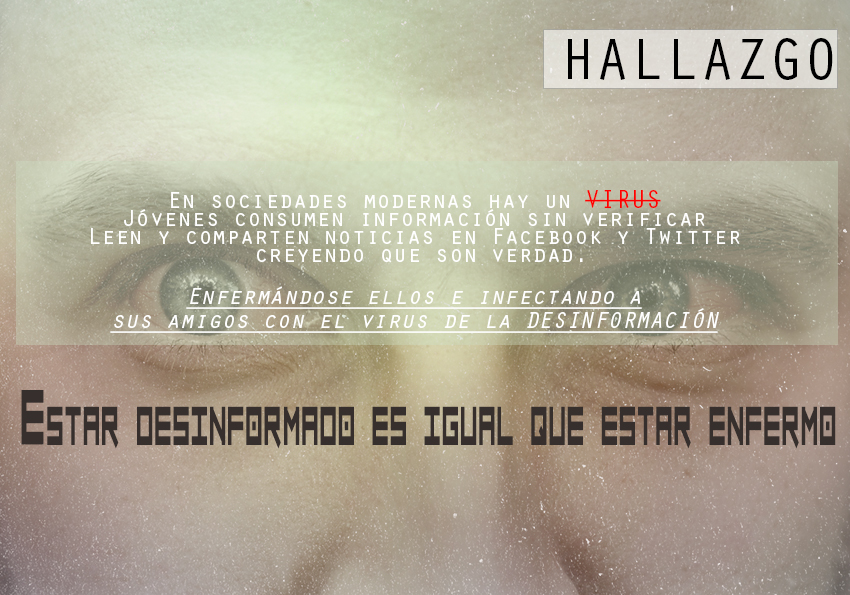 HALLAZGO
En sociedades modernas hay un VIRUS
Jóvenes consumen información sin verificar
Leen y comparten noticias en Facebook y Twitter
creyendo que son verdad.
Enfermándose ellos e infectando a
sus amigos con el virus de la DESINFORMACIÓN
Estar desinformado es igual que estar enfermo